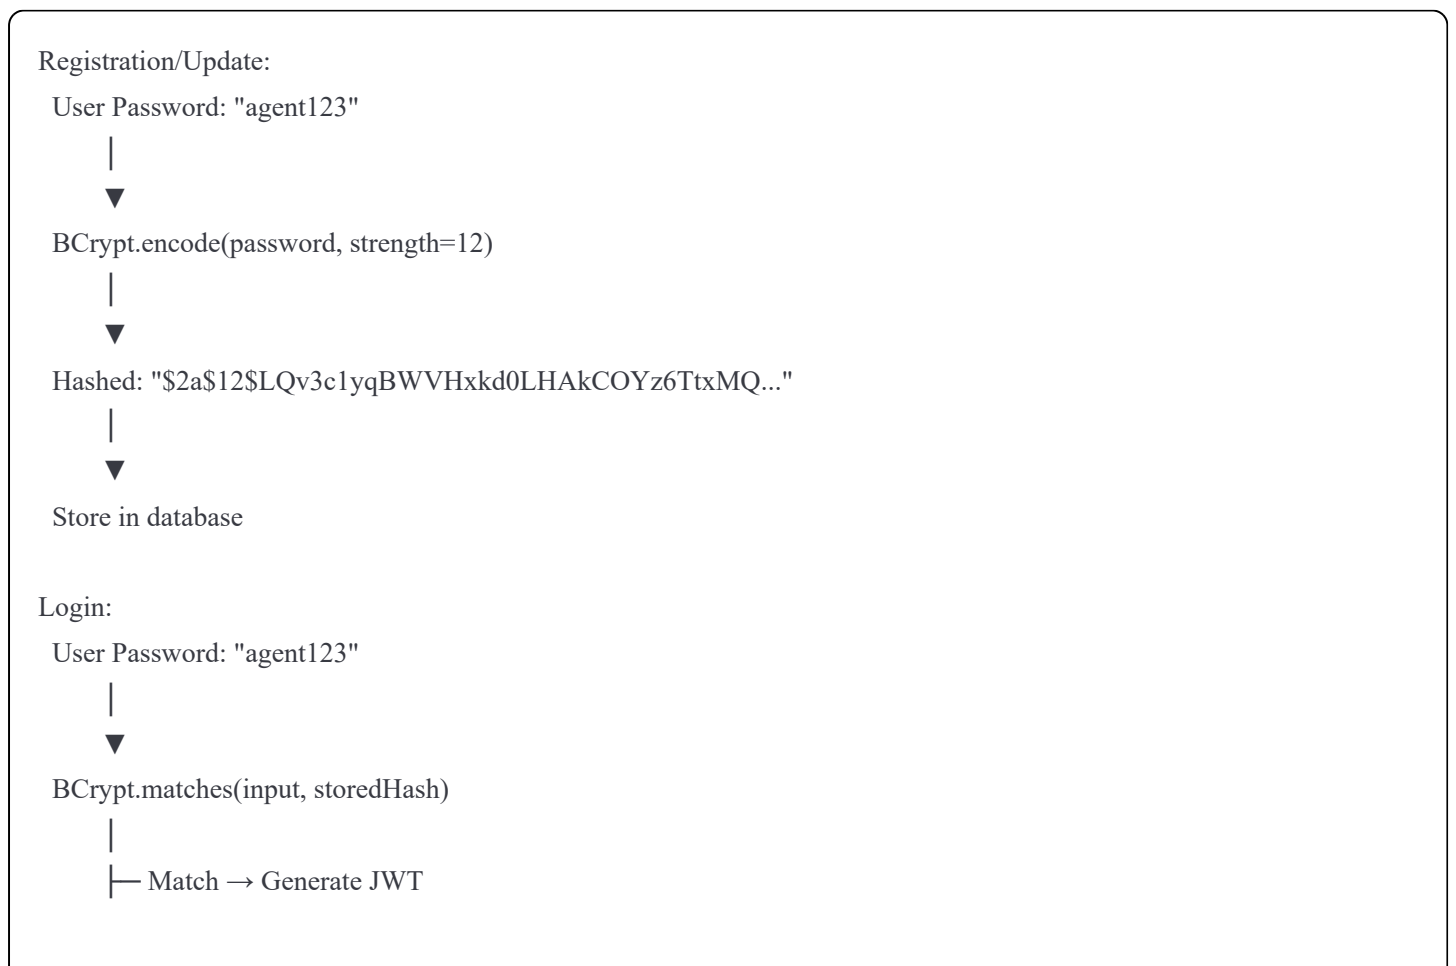 Registration/Update:
User Password: "agent123"
│
▼
BCrypt.encode(password, strength=12)
│
▼
Hashed: "$2a$12$LQv3c1yqBWVHxkd0LHAkCOYz6TtxMQ..."
│
▼
Store in database
Login:
User Password: "agent123"
│
▼
BCrypt.matches(input, storedHash)
│
├─ Match → Generate JWT